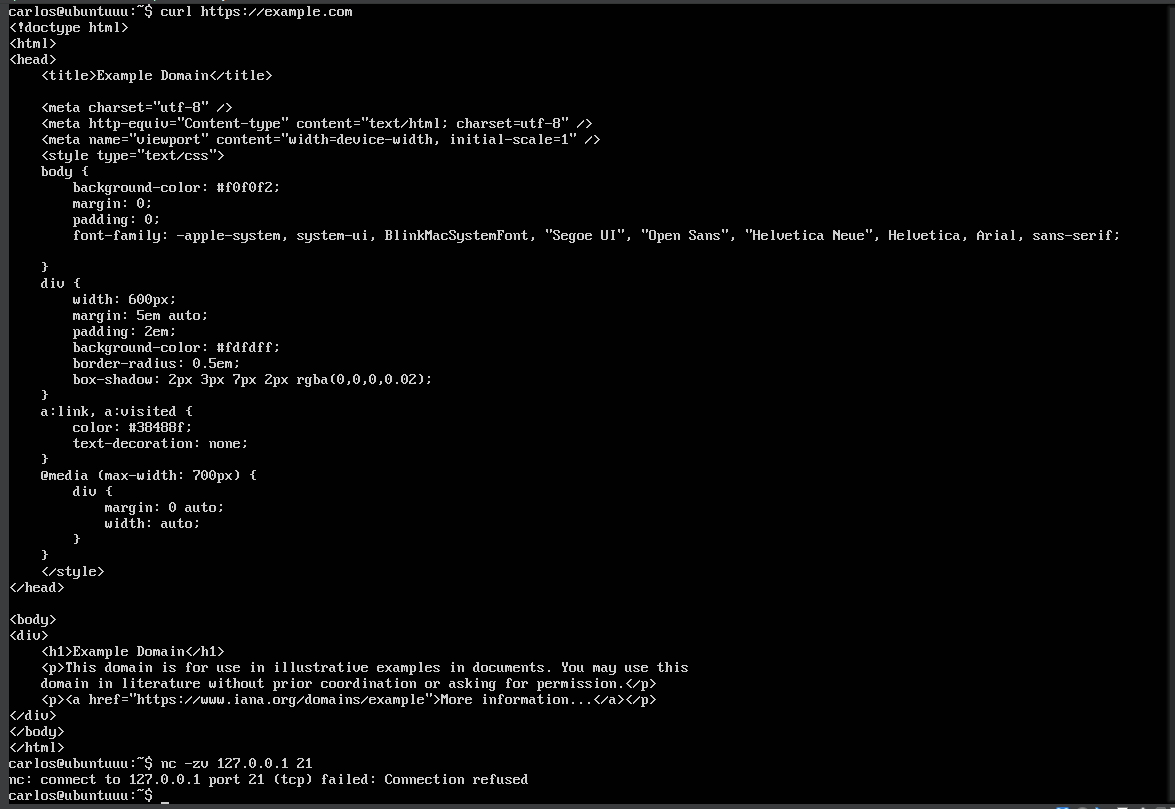 carlos@ubuntuuu:~$ curl https://example.com
<!doctype html>
<html>
<head>
    <title>Example Domain</title>

    <meta charset="utf-8" />
    <meta http-equiv="Content-type" content="text/html; charset=utf-8" />
    <meta name="viewport" content="width=device-width, initial-scale=1" />
    <style type="text/css">
    body {
        background-color: #f0f0f2;
        margin: 0;
        padding: 0;
        font-family: -apple-system, system-ui, BlinkMacSystemFont, "Segoe UI", "Open Sans", "Helvetica Neue", Helvetica, Arial, sans-serif;

    }
    div {
        width: 600px;
        margin: 5em auto;
        padding: 2em;
        background-color: #fdfdff;
        border-radius: 0.5em;
        box-shadow: 2px 3px 7px 2px rgba(0,0,0,0.02);
    }
    a:link, a:visited {
        color: #38488f;
        text-decoration: none;
    }
    @media (max-width: 700px) {
        div {
            margin: 0 auto;
            width: auto;
        }
    }
    </style>
</head>

<body>
<div>
    <h1>Example Domain</h1>
    <p>This domain is for use in illustrative examples in documents. You may use this
    domain in literature without prior coordination or asking for permission.</p>
    <p><a href="https://www.iana.org/domains/example">More information...</a></p>
</div>
</body>
</html>
carlos@ubuntuuu:~$ nc -zv 127.0.0.1 21
nc: connect to 127.0.0.1 port 21 (tcp) failed: Connection refused
carlos@ubuntuuu:~$ _